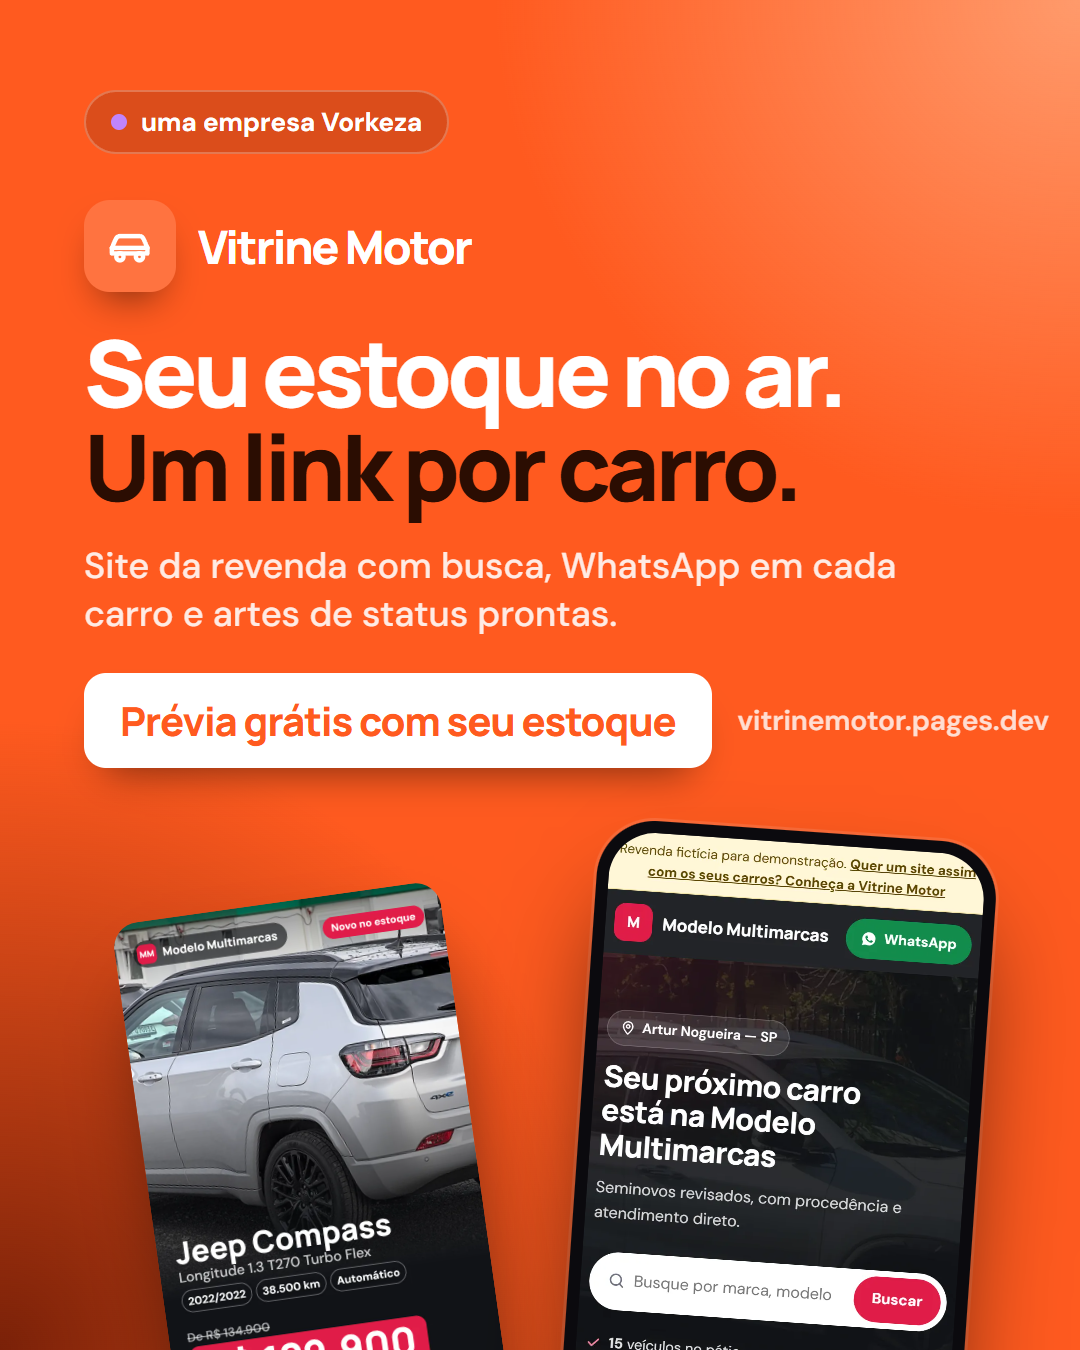 uma empresa Vorkeza
Vitrine Motor
Seu estoque no ar.
Um link por carro.
Site da revenda com busca, WhatsApp em cada
carro e artes de status prontas.
Prévia grátis com seu estoque
vitrinemotor.pages.dev
MM Modelo Multimarcas
Novo no estoque
4xe
Jeep Compass
Longitude 1.3 T270 Turbo Flex
2022/2022
38.500 km
Automático
De R$ 134.900
Revenda fictícia para demonstração. Quer um site assim
com os seus carros? Conheça a Vitrine Motor
M Modelo Multimarcas
WhatsApp
Artur Nogueira — SP
Seu próximo carro
está na Modelo
Multimarcas
Seminovos revisados, com procedência e
atendimento direto.
Busque por marca, modelo
Buscar
15 veículos no pátio